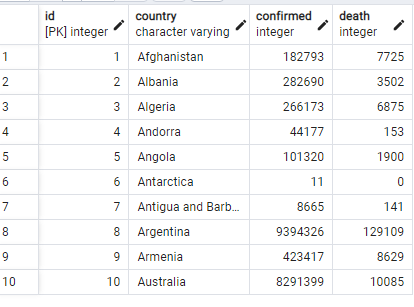 id country confirmed death
[PK] integer character varying integer integer
1 1 Afghanistan 182793 7725
2 2 Albania 282690 3502
3 3 Algeria 266173 6875
4 4 Andorra 44177 153
5 5 Angola 101320 1900
6 6 Antarctica 11 0
7 7 Antigua and Barb... 8665 141
8 8 Argentina 9394326 129109
9 9 Armenia 423417 8629
10 10 Australia 8291399 10085